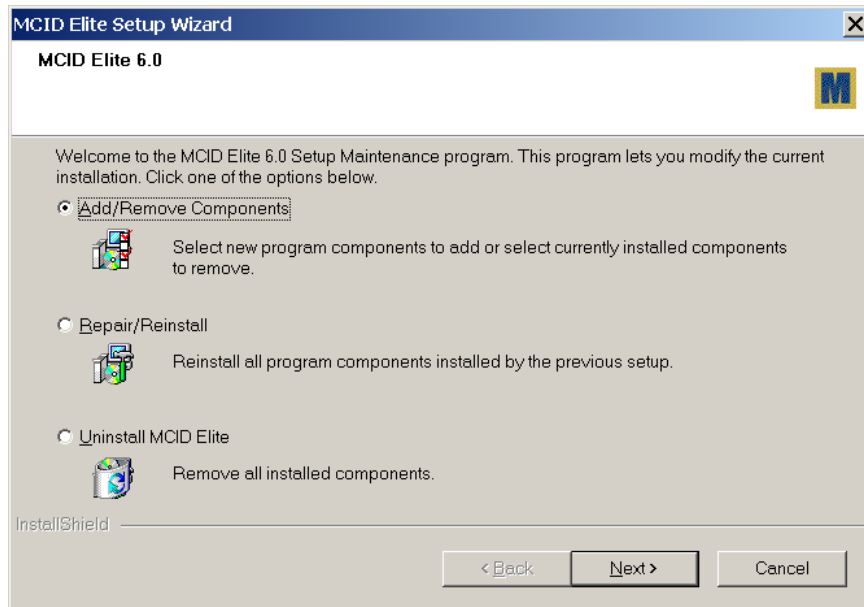 MCID Elite Setup Wizard
MCID Elite 6.0
M
Welcome to the MCID Elite 6.0 Setup Maintenance program. This program lets you modify the current
installation. Click one of the options below.
Add/Remove Components
Select new program components to add or select currently installed components
to remove.
Repair/Reinstall
Reinstall all program components installed by the previous setup.
Uninstall MCID Elite
Remove all installed components.
InstallShield
< Back
Next >
Cancel